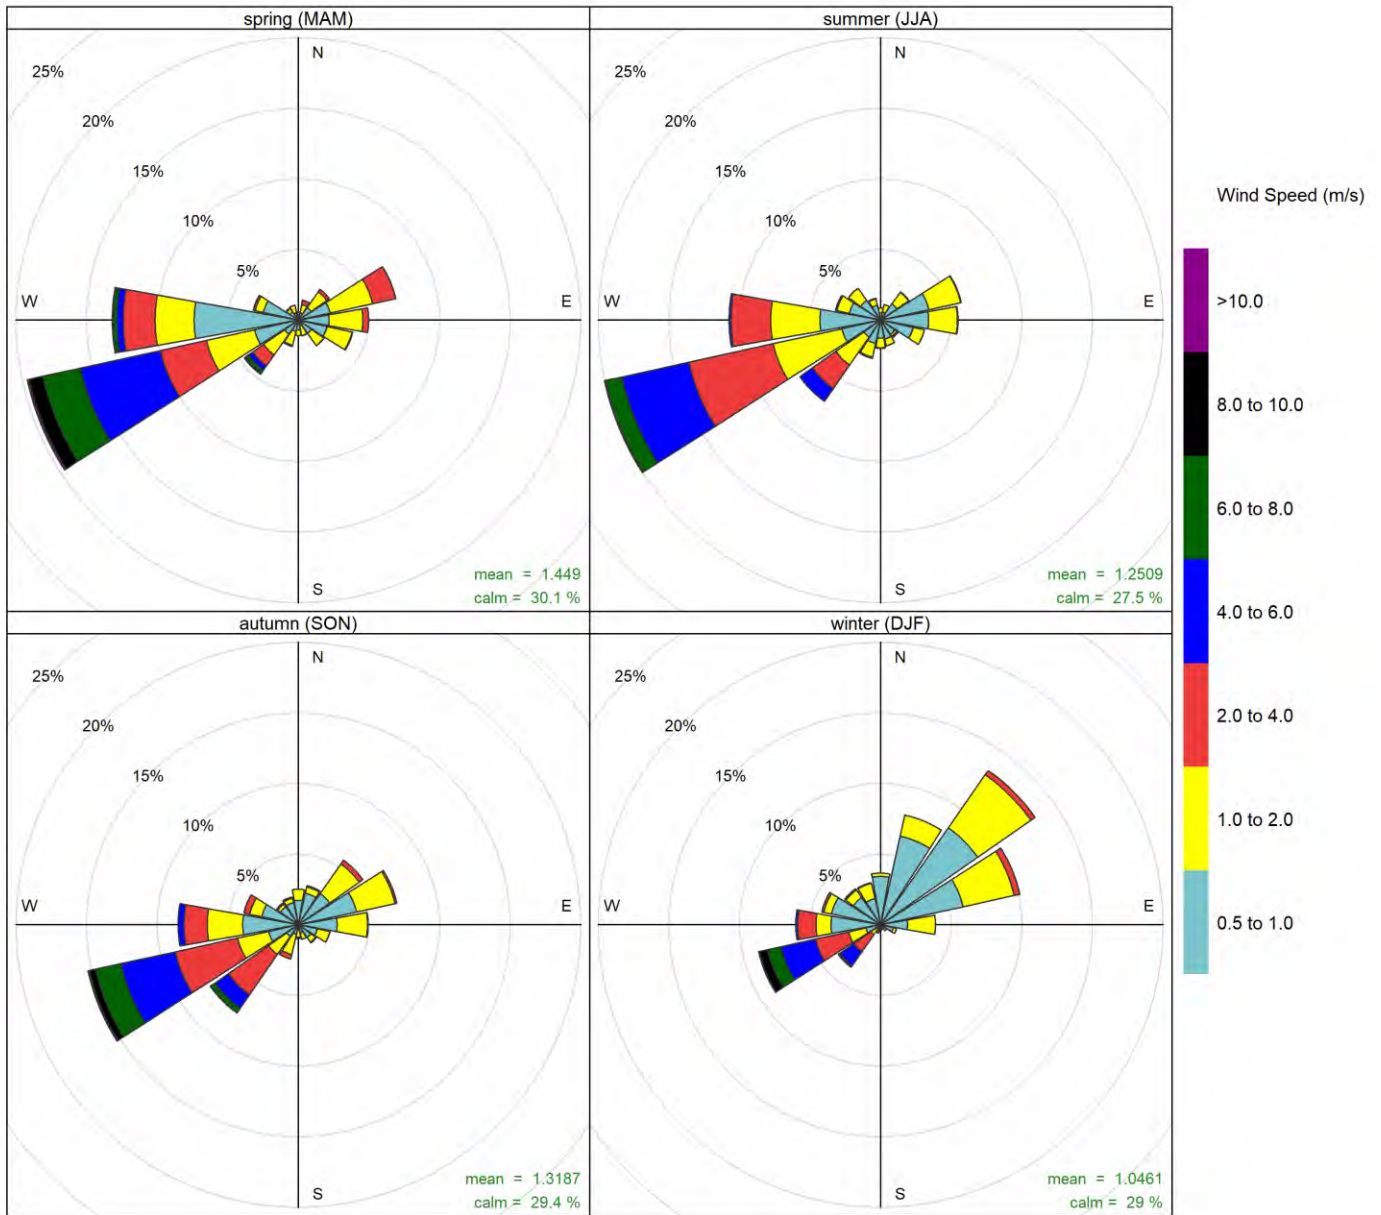 spring (MAM)
N
25%
20%
15%
10%
5%
W
E
S
mean = 1.449
calm = 30.1 %
summer (JJA)
N
25%
20%
15%
10%
5%
W
E
S
mean = 1.2509
calm = 27.5 %
autumn (SON)
N
25%
20%
15%
10%
5%
W
E
S
mean = 1.3187
calm = 29.4 %
winter (DJF)
N
25%
20%
15%
10%
5%
W
E
S
mean = 1.0461
calm = 29 %
Wind Speed (m/s)
>10.0
8.0 to 10.0
6.0 to 8.0
4.0 to 6.0
2.0 to 4.0
1.0 to 2.0
0.5 to 1.0